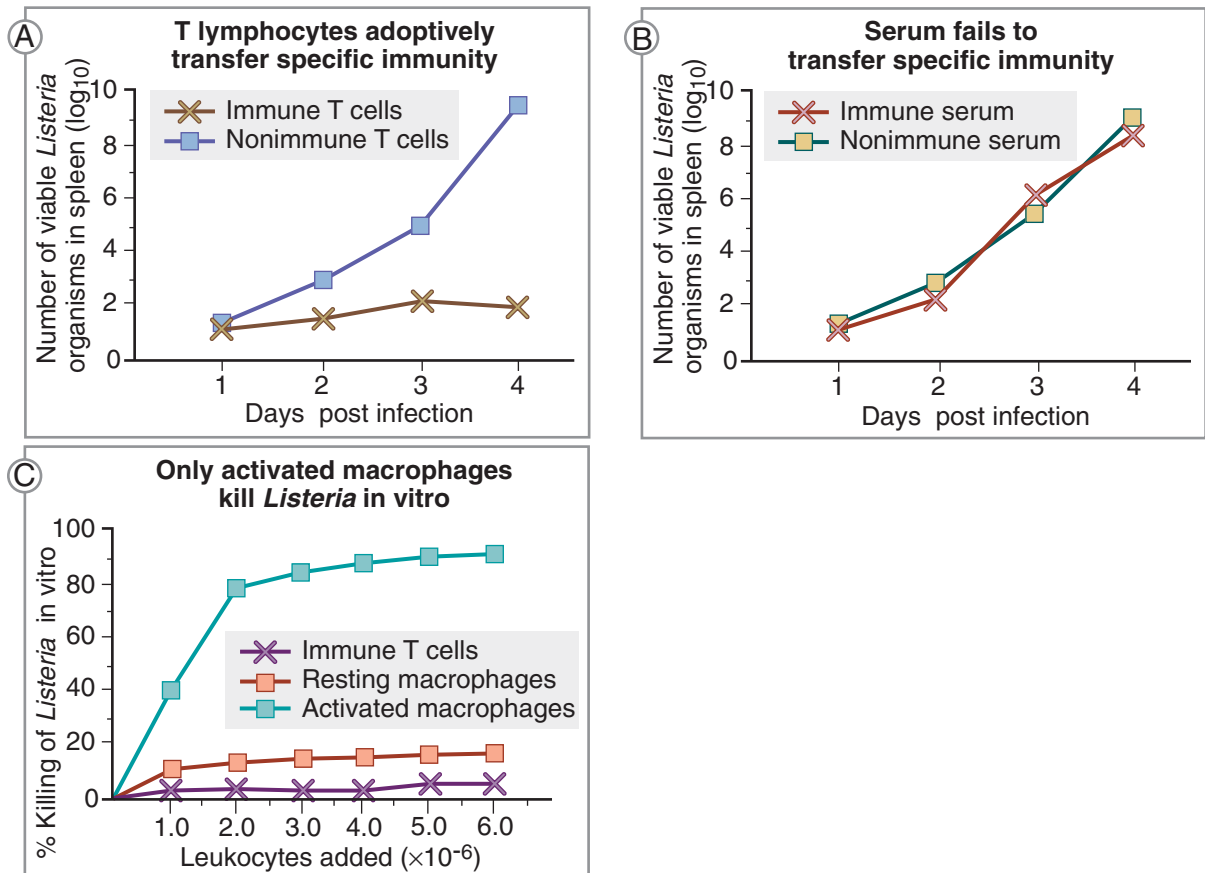 A
T lymphocytes adoptively
transfer specific immunity
Number of viable Listeria
organisms in spleen (log10)
10
8
6
4
2
0
Immune T cells
Nonimmune T cells
1 2 3 4
Days post infection
B
Serum fails to
transfer specific immunity
Number of viable Listeria
organisms in spleen (log10)
10
8
6
4
2
0
Immune serum
Nonimmune serum
1 2 3 4
Days post infection
C
Only activated macrophages
kill Listeria in vitro
% Killing of Listeria in vitro
100
80
60
40
20
0
Immune T cells
Resting macrophages
Activated macrophages
1.0 2.0 3.0 4.0 5.0 6.0
Leukocytes added (×10-6)